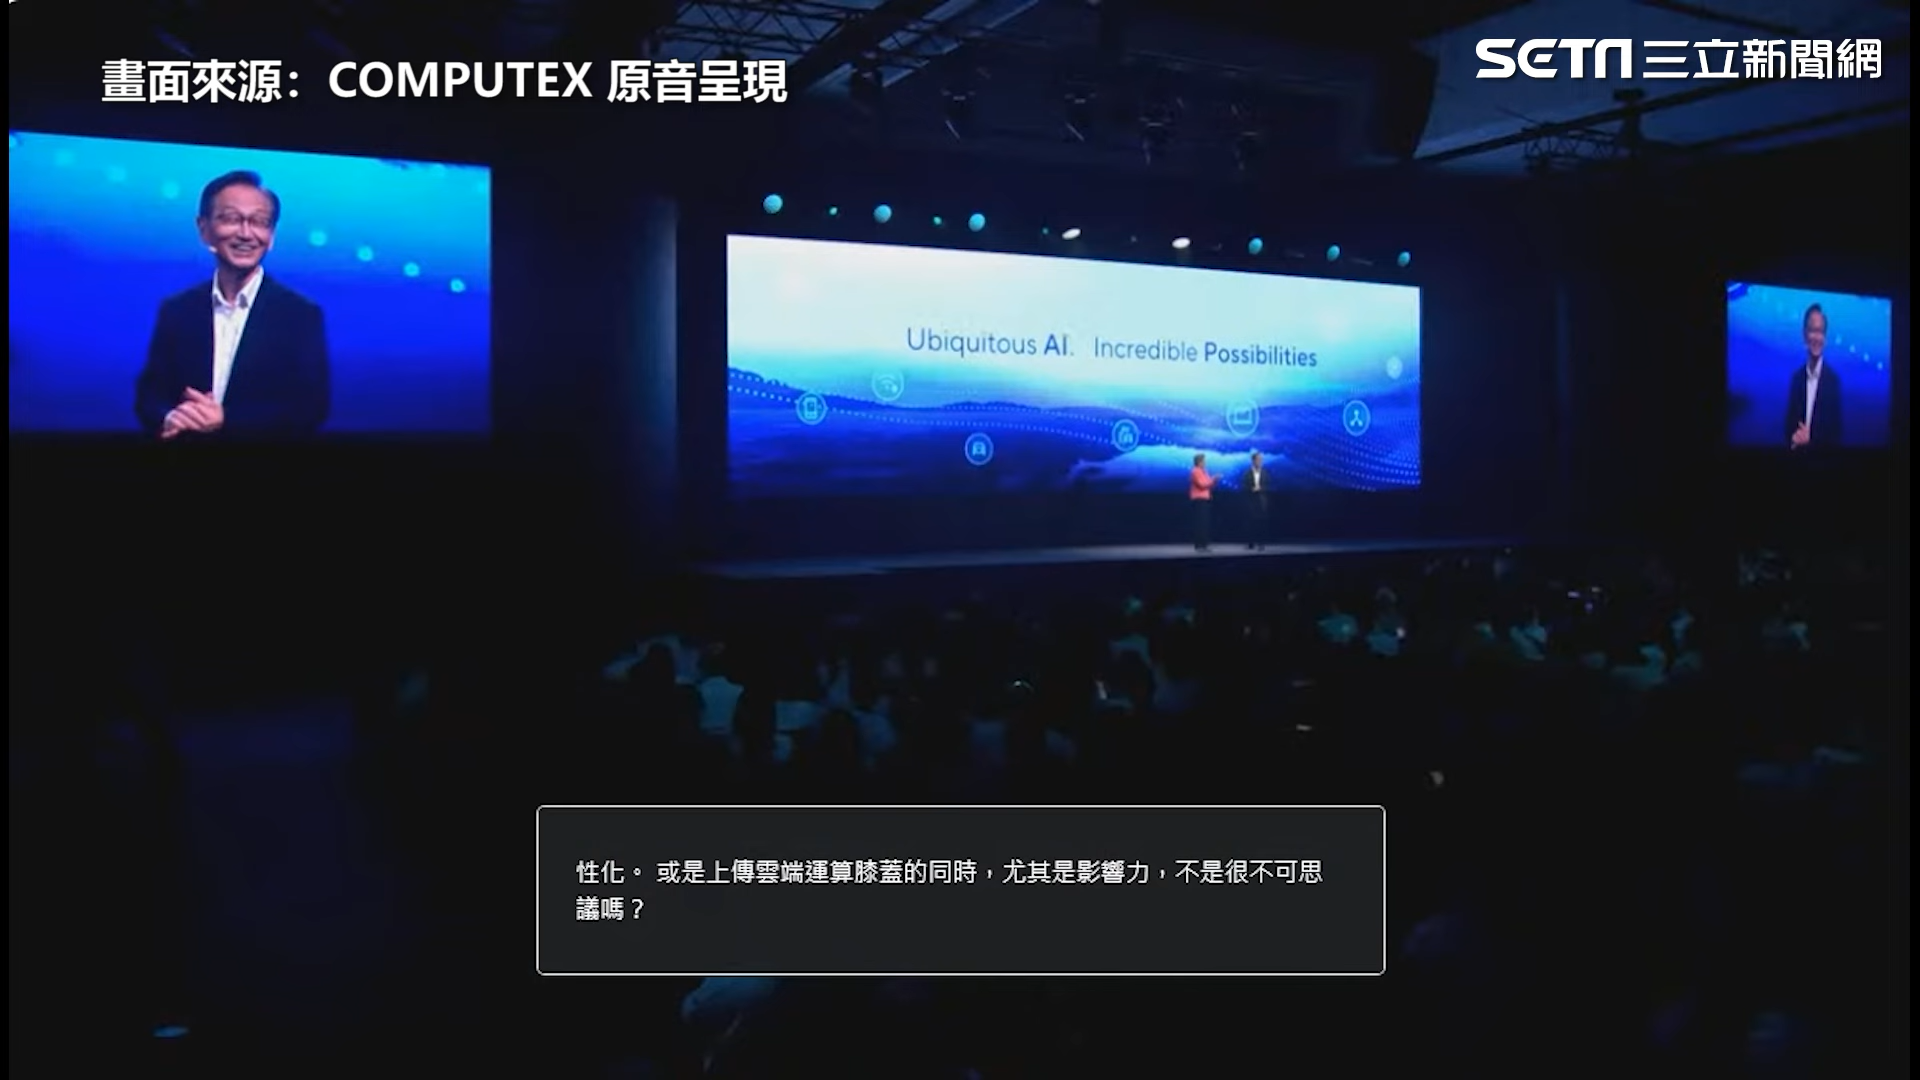 畫面來源：COMPUTEX 原音呈現
SETN三立新聞網
Ubiquitous AI. Incredible Possibilities
性化。 或是上傳雲端運算膝蓋的同時，尤其是影響力，不是很不可思
議嗎？